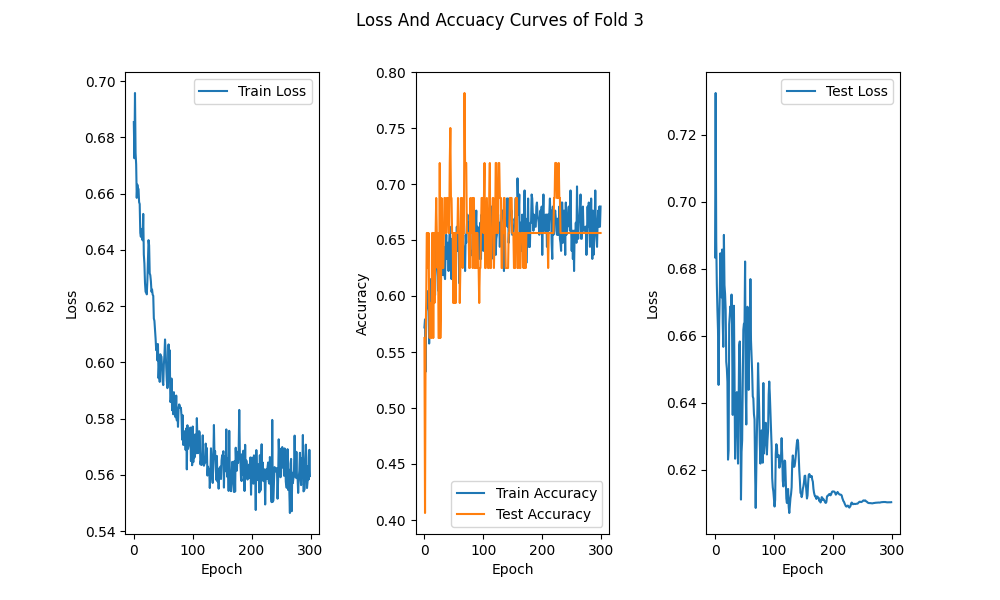 Loss And Accuacy Curves of Fold 3
Loss
0.70
0.68
0.66
0.64
0.62
0.60
0.58
0.56
0.54
Train Loss
0 100 200 300
Epoch
Accuracy
0.80
0.75
0.70
0.65
0.60
0.55
0.50
0.45
0.40
Train Accuracy
Test Accuracy
0 100 200 300
Epoch
Loss
0.72
0.70
0.68
0.66
0.64
0.62
Test Loss
0 100 200 300
Epoch